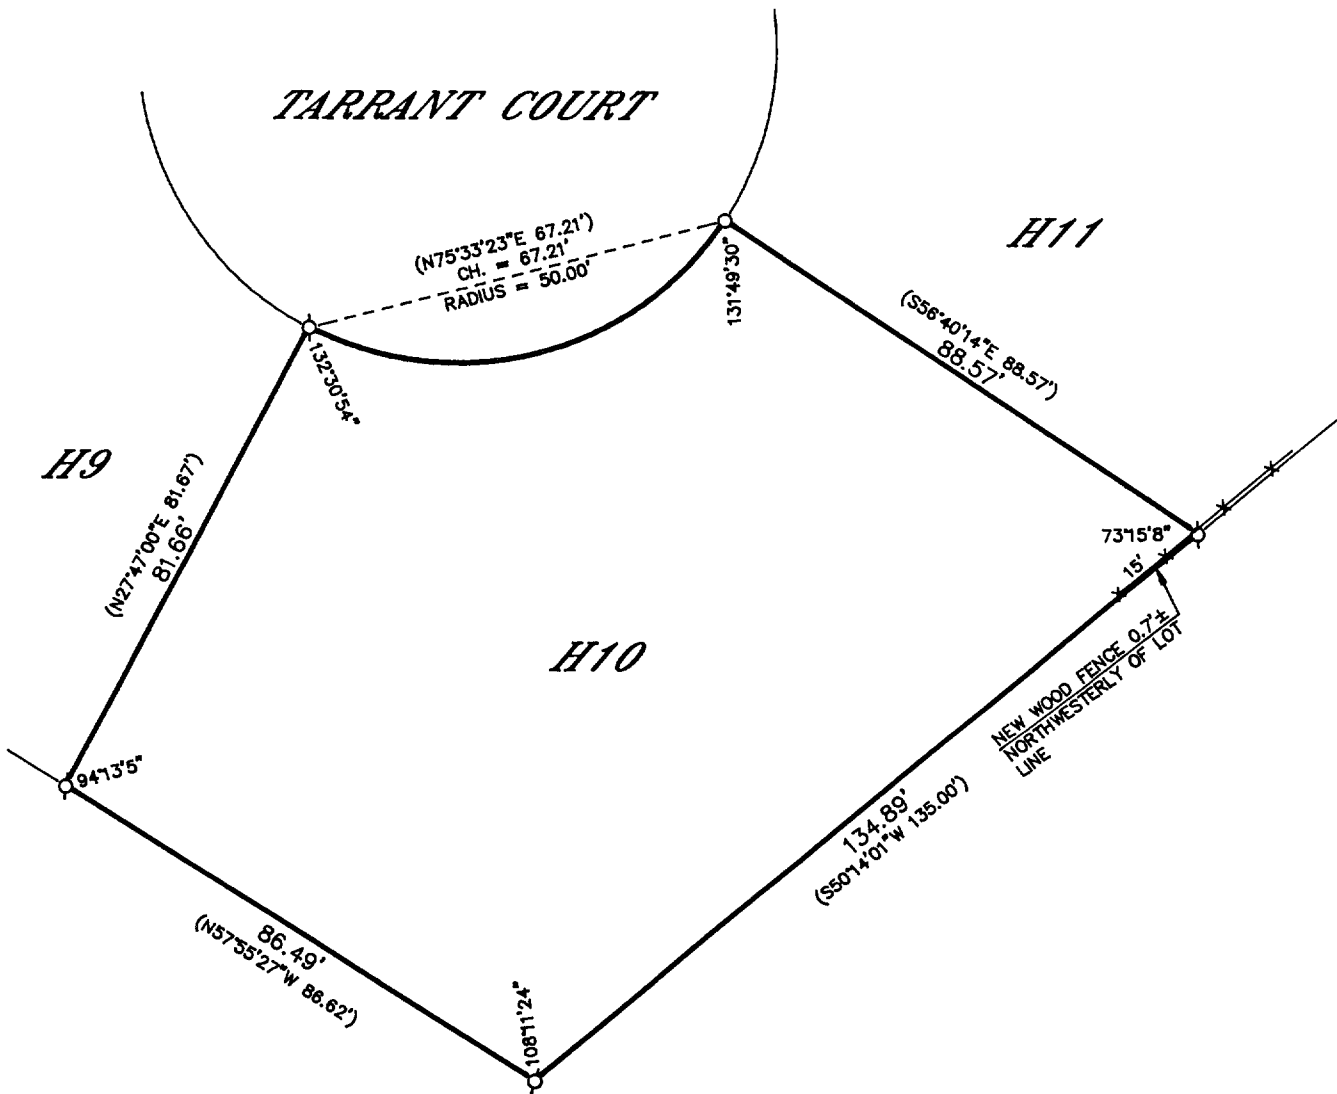 TARRANT COURT
(N75°33'23"E 67.21')
CH. = 67.21'
RADIUS = 50.00'
131°49'30"
H11
(S56°40'14"E 88.57')
88.57'
132°30'54"
H9
(N27°47'00"E 81.67')
81.66'
73°15'8"
15'
H10
NEW WOOD FENCE 0.7'±
NORTHWESTERLY OF LOT
LINE
94°13'5"
134.89'
(S50°14'01"W 135.00')
86.49'
(N57°55'27"W 86.62')
108°11'24"